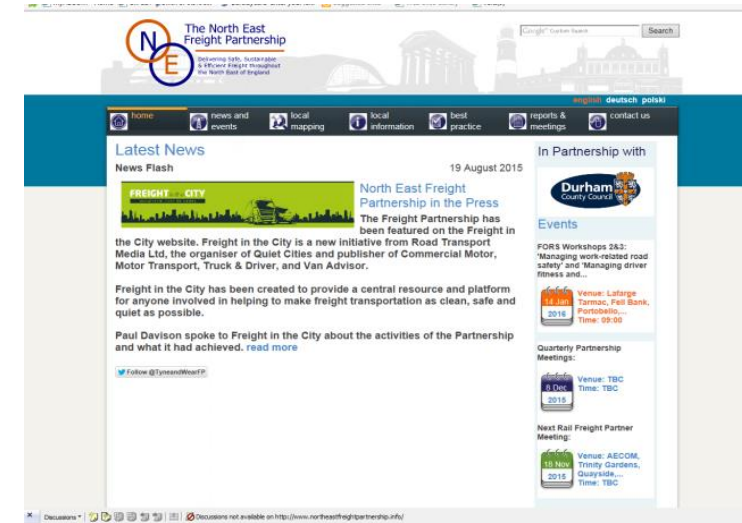 The North East
Freight Partnership
Delivering Safe, Sustainable
& Efficient Freight throughout
the North East of England
NE
Search
english deutsch polski
home
news and
events
local
mapping
local
information
best
practice
reports &
meetings
contact us
Latest News
News Flash
19 August 2015
FREIGHT in the CITY
North East Freight
Partnership in the Press
The Freight Partnership has
been featured on the Freight in
the City website. Freight in the City is a new initiative from Road Transport
Media Ltd, the organiser of Quiet Cities and publisher of Commercial Motor,
Motor Transport, Truck & Driver, and Van Advisor.
Freight in the City has been created to provide a central resource and platform
for anyone involved in helping to make freight transportation as clean, safe and
quiet as possible.
Paul Davison spoke to Freight in the City about the activities of the Partnership
and what it had achieved. read more
Follow @TyneandWearFP
In Partnership with
Durham
County Council
Events
FORS Workshops 2&3:
'Managing work-related road
safety' and 'Managing driver
fitness and...
14 Jan
2016
Venue: Lafarge
Tarmac, Fell Bank,
Portobello,...
Time: 09:00
Quarterly Partnership
Meetings:
8 Dec
2015
Venue: TBC
Time: TBC
Next Rail Freight Partner
Meeting:
18 Nov
2015
Venue: AECOM,
Trinity Gardens,
Quayside,...
Time: TBC
Discussions
Discussions not available on http://www.northeastfreightpartnership.info/